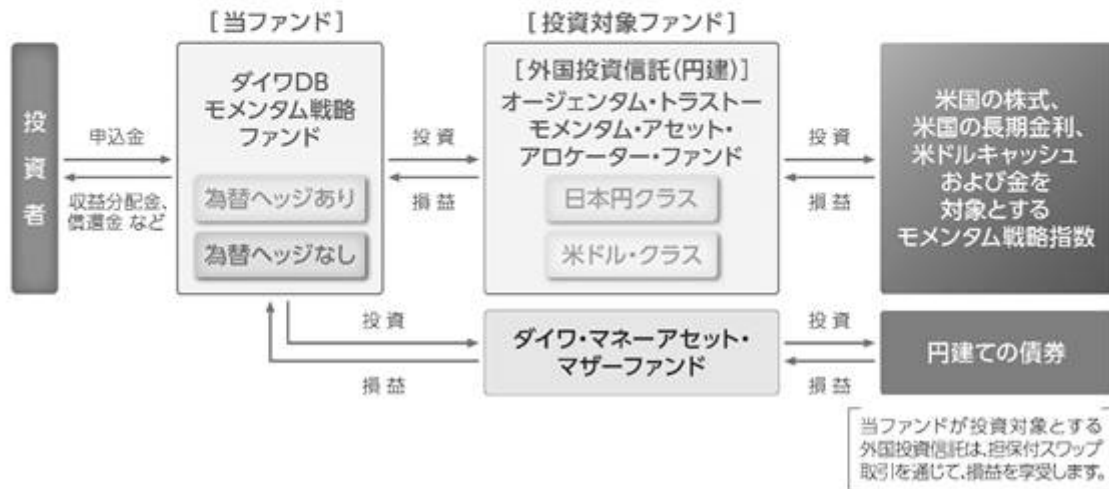 [当ファンド]
[投資対象ファンド]
投資者
申込金
収益分配金、
償還金 など
ダイワDB
モメンタム戦略
ファンド
為替ヘッジあり
為替ヘッジなし
投資
損益
[外国投資信託(円建)]
オージェンタム・トラストー
モメンタム・アセット・
アロケーター・ファンド
日本円クラス
米ドル・クラス
投資
損益
米国の株式、
米国の長期金利、
米ドルキャッシュ
および金を
対象とする
モメンタム戦略指数
投資
損益
ダイワ・マネーアセット・
マザーファンド
投資
損益
円建ての債券
当ファンドが投資対象とする
外国投資信託は、担保付スワップ
取引を通じて、損益を享受します。